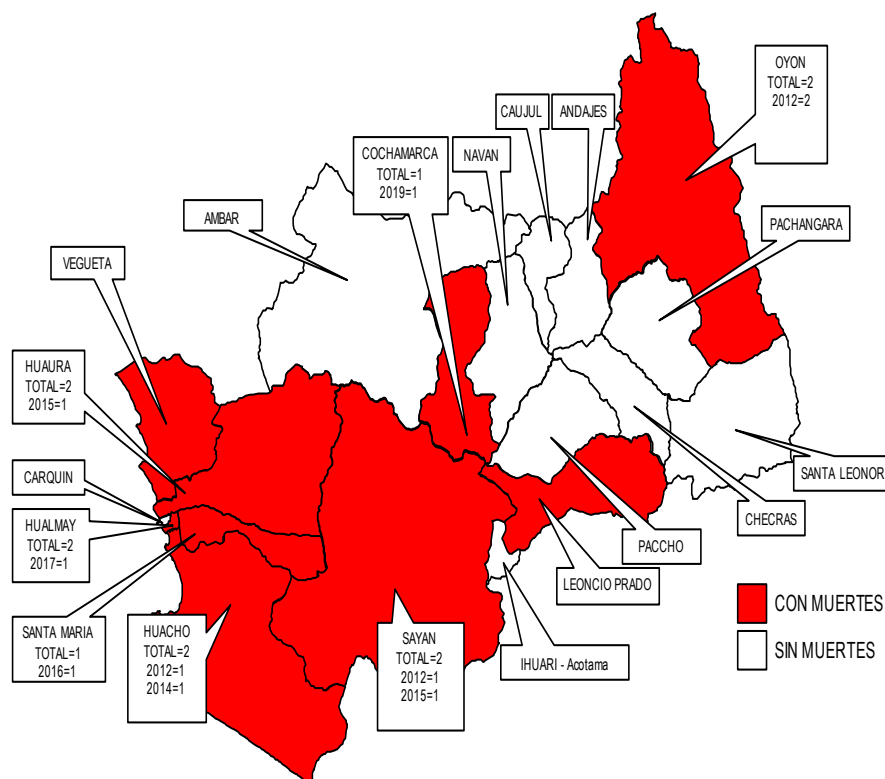 OYON
TOTAL=2
2012=2
CAUJUL
ANDAJES
COCHAMARCA
TOTAL=1
2019=1
NAVAN
AMBAR
PACHANGARA
VEGUETA
HUAURA
TOTAL=2
2015=1
CARQUIN
HUALMAY
TOTAL=2
2017=1
SANTA LEONOR
CHECRAS
PACCHO
LEONCIO PRADO
SANTA MARIA
TOTAL=1
2016=1
HUACHO
TOTAL=2
2012=1
2014=1
SAYAN
TOTAL=2
2012=1
2015=1
IHUARI - Acotama
CON MUERTES
SIN MUERTES